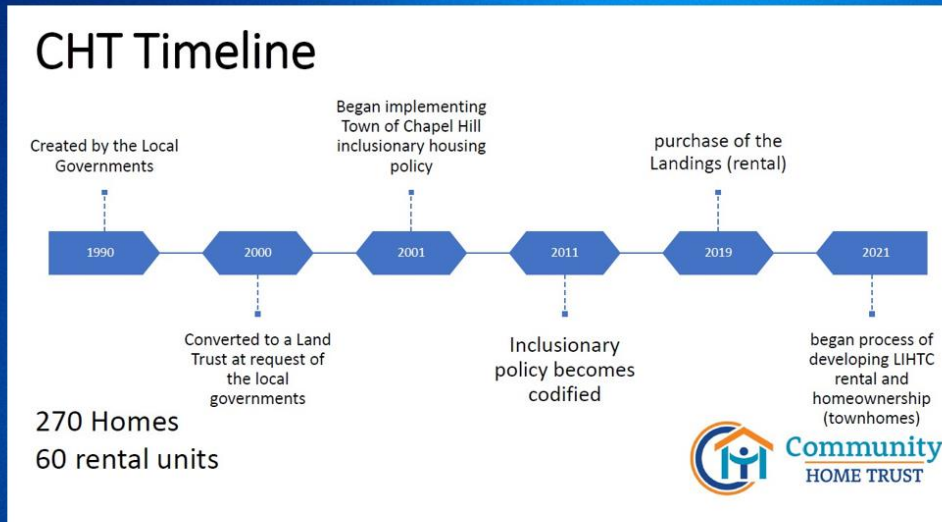 CHT Timeline
Created by the Local
Governments
Began implementing
Town of Chapel Hill
inclusionary housing
policy
purchase of the
Landings (rental)
1990
2000
2001
2011
2019
2021
Converted to a Land
Trust at request of
the local
governments
Inclusionary
policy becomes
codified
began process of
developing LIHTC
rental and
homeownership
(townhomes)
270 Homes
60 rental units
Community
HOME TRUST